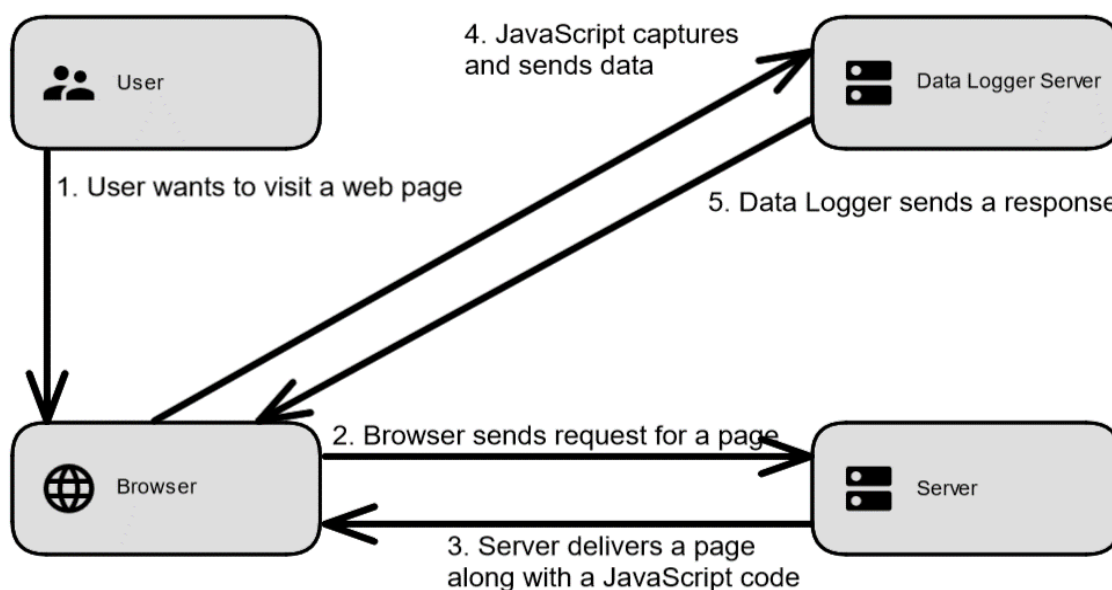 User
4. JavaScript captures
and sends data
Data Logger Server
1. User wants to visit a web page
5. Data Logger sends a response
Browser
2. Browser sends request for a page
Server
3. Server delivers a page
along with a JavaScript code